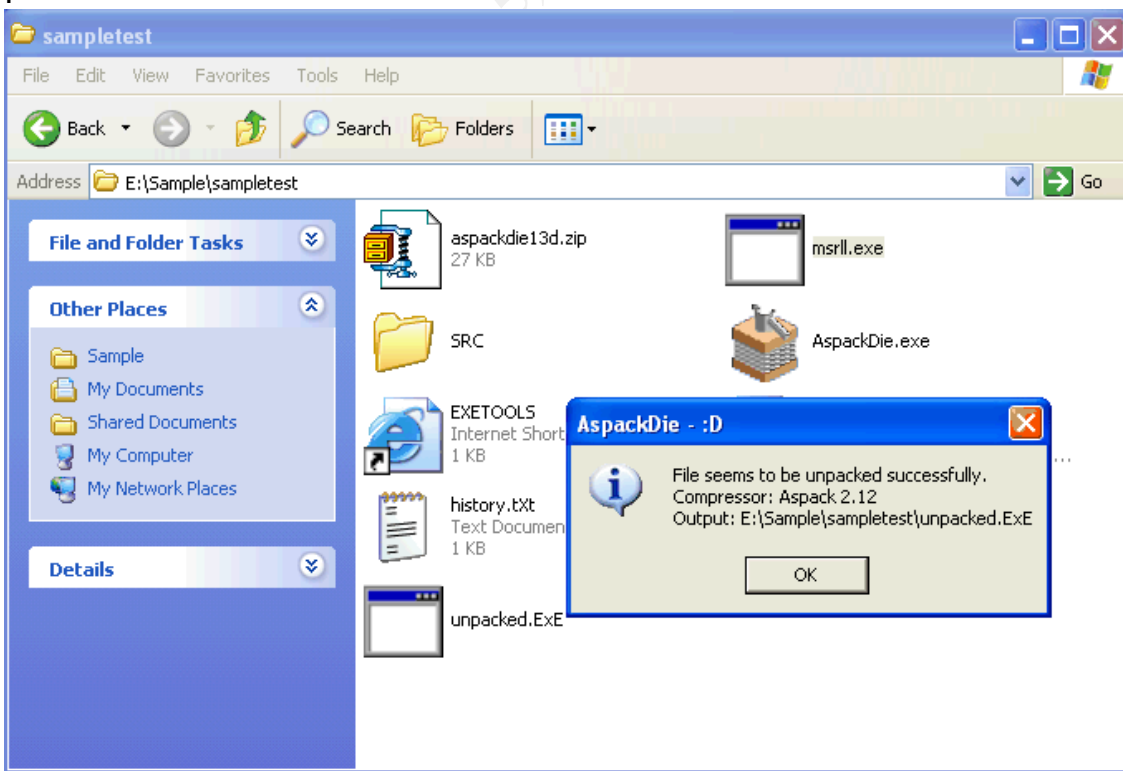 sampletest
File Edit View Favorites Tools Help
Back Search Folders
Address E:\Sample\sampletest Go
File and Folder Tasks
Other Places
Sample
My Documents
Shared Documents
My Computer
My Network Places
Details
aspackdie13d.zip
27 KB
msrll.exe
SRC
AspackDie.exe
EXETOOLS
Internet Short
1 KB
history.tXt
Text Documen
1 KB
unpacked.ExE
...
AspackDie - :D
File seems to be unpacked successfully.
Compressor: Aspack 2.12
Output: E:\Sample\sampletest\unpacked.ExE
OK